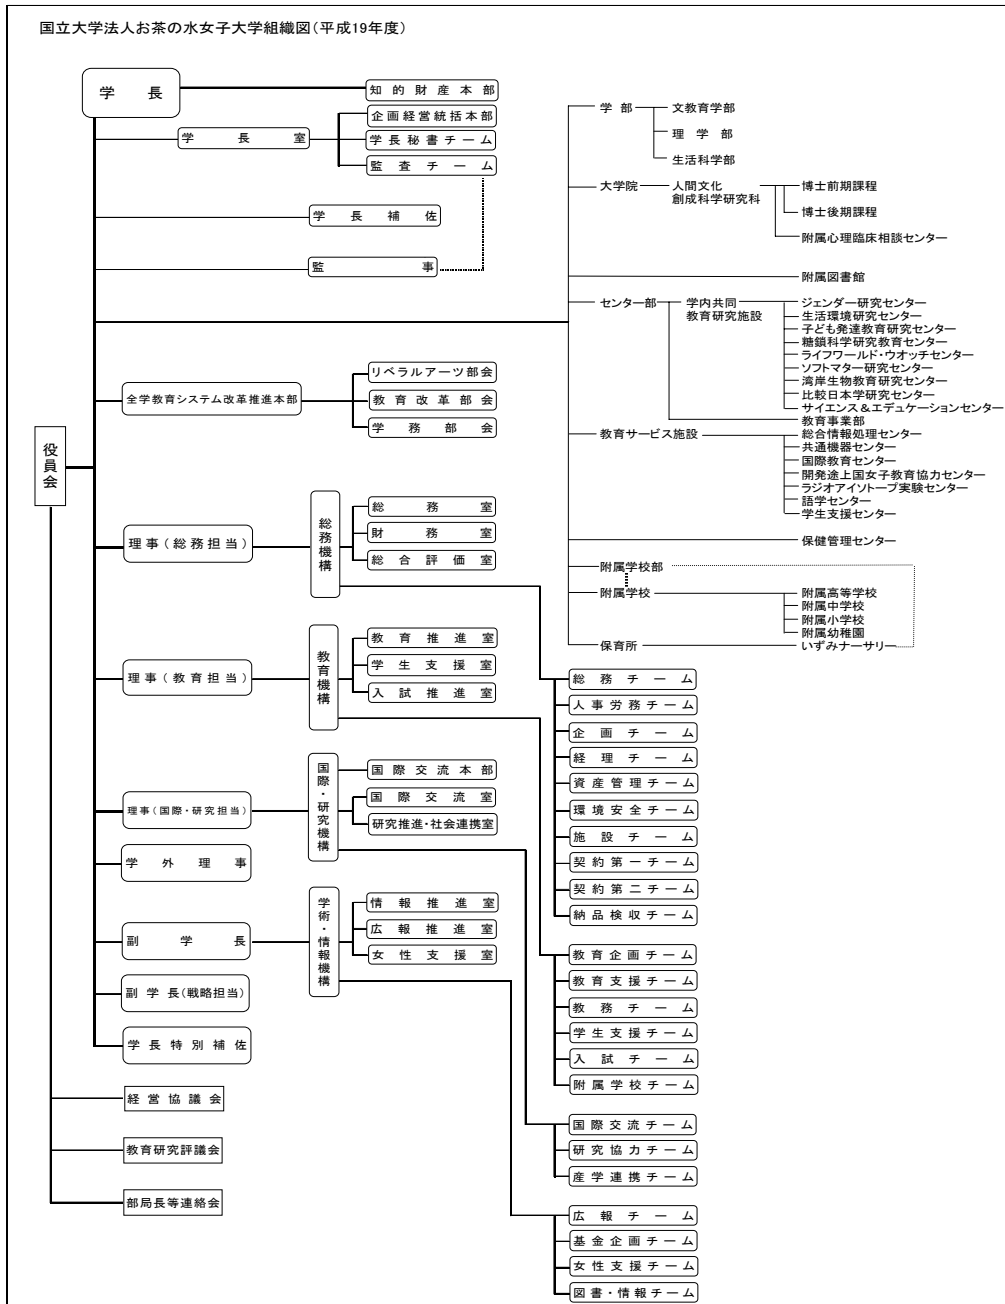 国立大学法人お茶の水女子大学組織図(平成19年度)
学長
知的財産本部
学長室
企画経営統括本部
学長秘書チーム
監査チーム
学長補佐
監事
全学教育システム改革推進本部
リベラルアーツ部会
教育改革部会
学務部会
役員会
理事(総務担当)
総務機構
総務室
財務室
総合評価室
理事(教育担当)
教育機構
教育推進室
学生支援室
入試推進室
理事(国際・研究担当)
国際・研究機構
国際交流本部
国際交流室
研究推進・社会連携室
学外理事
副学長
学術・情報機構
情報推進室
広報推進室
女性支援室
副学長(戦略担当)
学長特別補佐
経営協議会
教育研究評議会
部局長等連絡会
学部
文教育学部
理学部
生活科学部
大学院
人間文化
創成科学研究科
博士前期課程
博士後期課程
附属心理臨床相談センター
附属図書館
センター部
学内共同
教育研究施設
ジェンダー研究センター
生活環境研究センター
子ども発達教育研究センター
糖鎖科学研究教育センター
ライフワールド・ウオッチセンター
ソフトマター研究センター
湾岸生物教育研究センター
比較日本学研究センター
サイエンス&エデュケーションセンター
教育事業部
教育サービス施設
総合情報処理センター
共通機器センター
国際教育センター
開発途上国女子教育協力センター
ラジオアイソトープ実験センター
語学センター
学生支援センター
保健管理センター
附属学校部
附属学校
附属高等学校
附属中学校
附属小学校
附属幼稚園
保育所
いずみナーサリー
総務チーム
人事労務チーム
企画チーム
経理チーム
資産管理チーム
環境安全チーム
施設チーム
契約第一チーム
契約第二チーム
納品検収チーム
教育企画チーム
教育支援チーム
教務チーム
学生支援チーム
入試チーム
附属学校チーム
国際交流チーム
研究協力チーム
産学連携チーム
広報チーム
基金企画チーム
女性支援チーム
図書・情報チーム